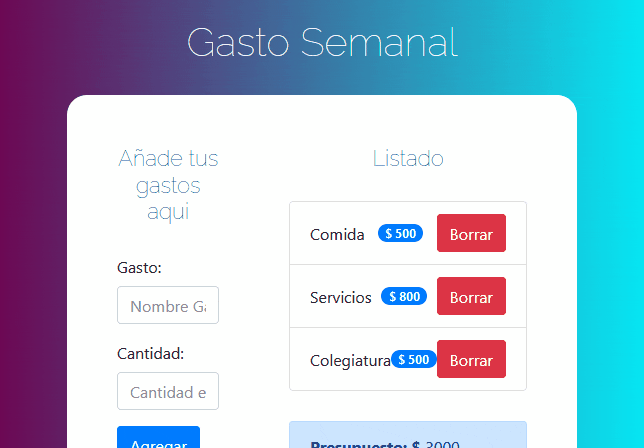 Gasto Semanal
Añade tus
gastos
aqui
Gasto:
Nombre Ga
Cantidad:
Cantidad e
Agregar
Listado
Comida $ 500 Borrar
Servicios $ 800 Borrar
Colegiatura $ 500 Borrar
Presupuesto: $ 3000